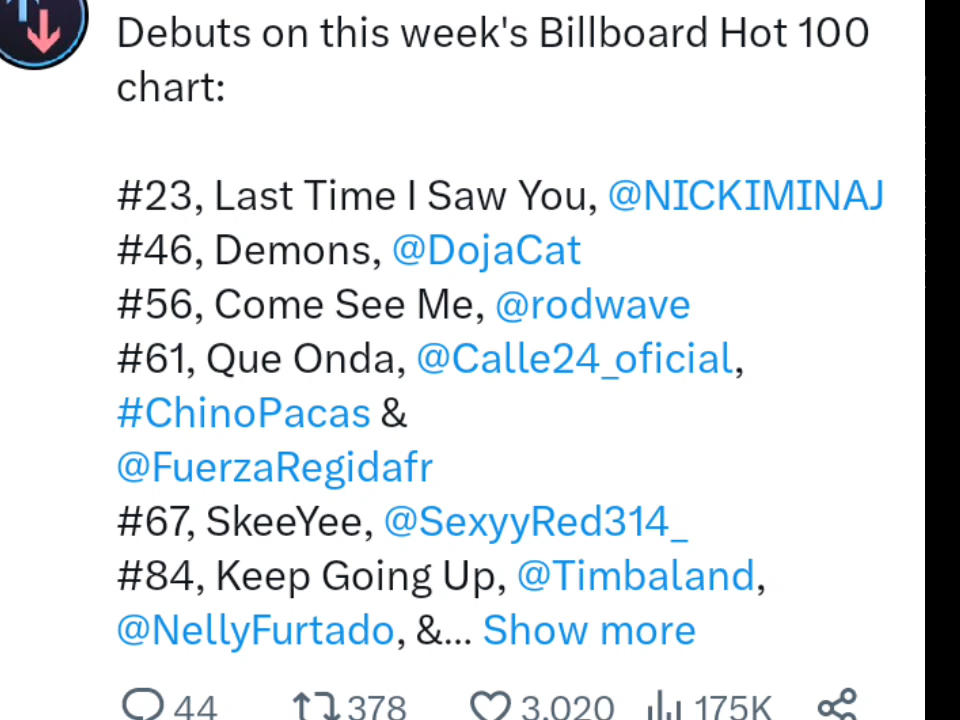 Debuts on this week's Billboard Hot 100
chart:
#23, Last Time I Saw You, @NICKIMINAJ
#46, Demons, @DojaCat
#56, Come See Me, @rodwave
#61, Que Onda, @Calle24_oficial,
#ChinoPacas &
@FuerzaRegidafr
#67, SkeeYee, @SexyyRed314_
#84, Keep Going Up, @Timbaland,
@NellyFurtado, &... Show more
44 378 3,020 175K